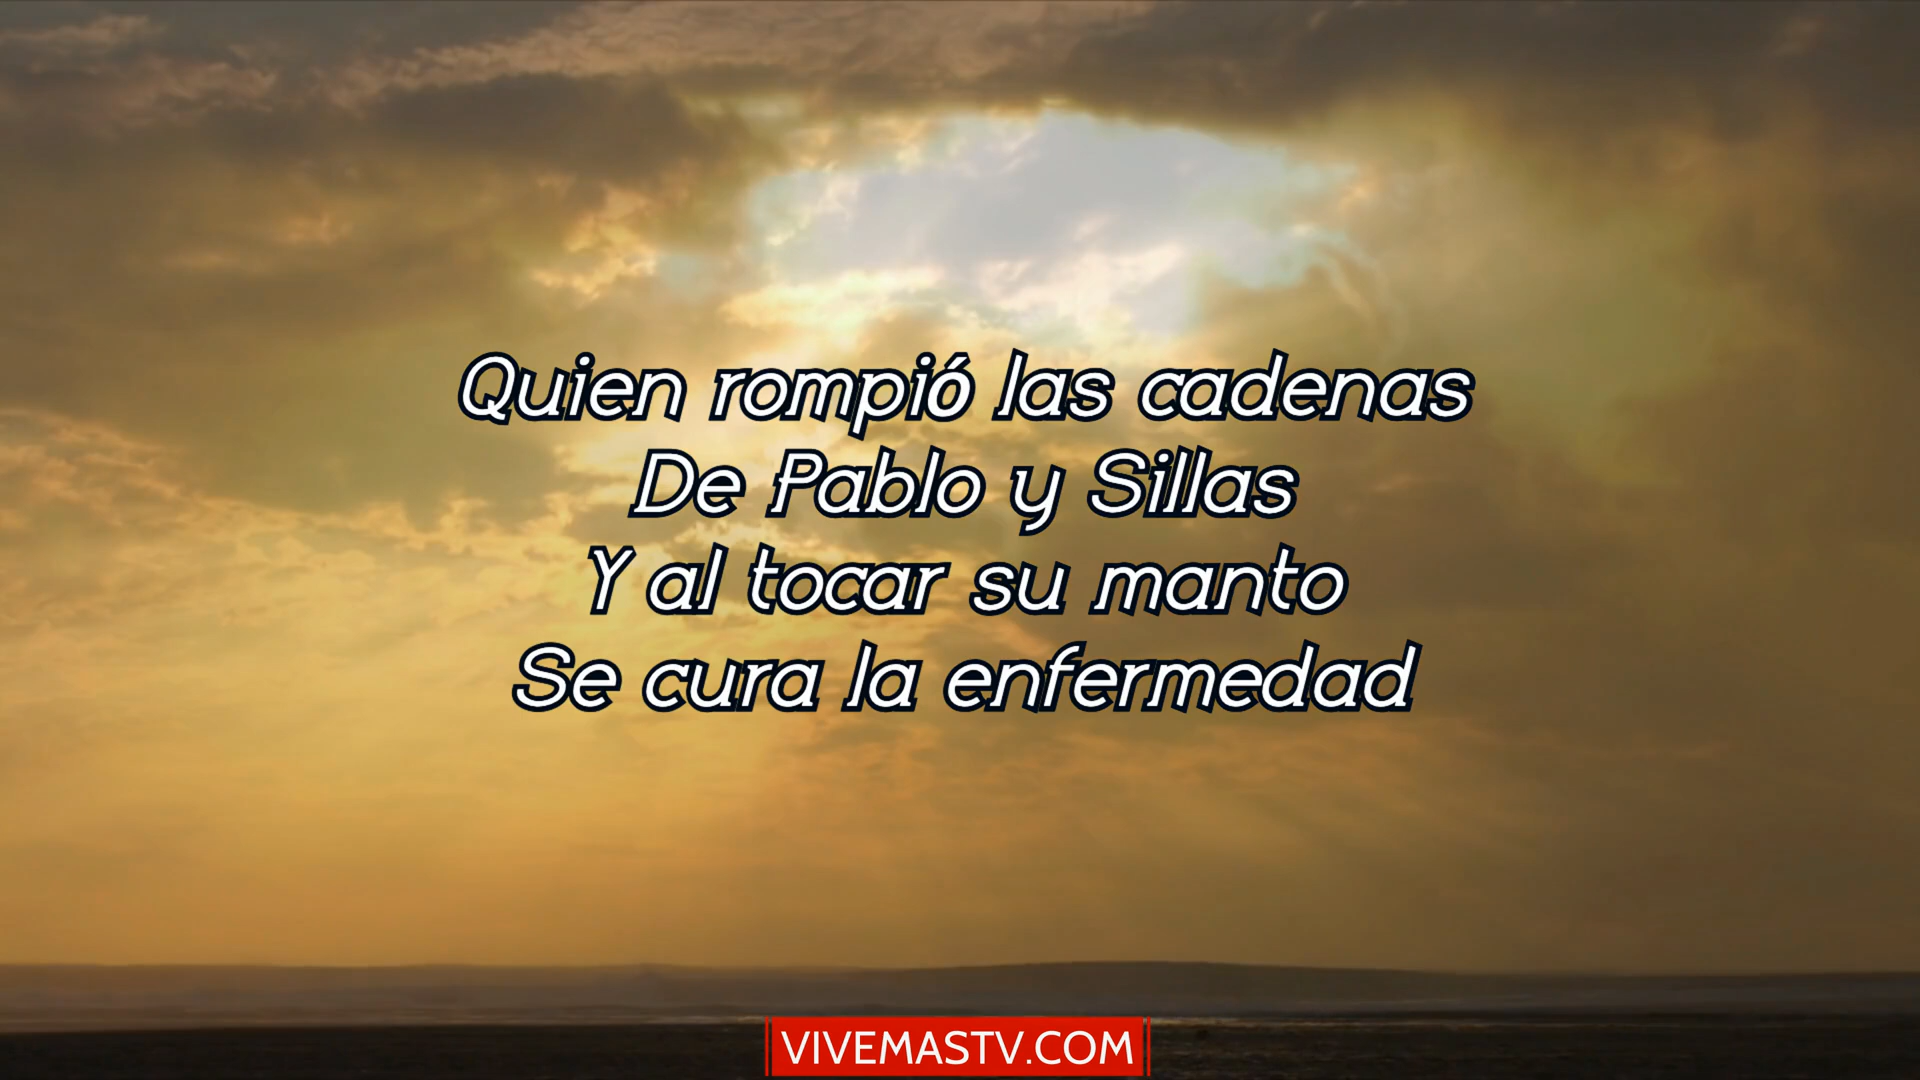 Quien rompió las cadenas
De Pablo y Sillas
Y al tocar su manto
Se cura la enfermedad
VIVEMASTV.COM